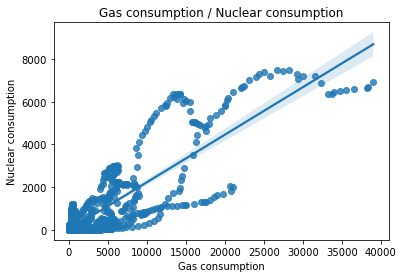 Gas consumption / Nuclear consumption
8000
6000
4000
2000
0
Nuclear consumption
0 5000 10000 15000 20000 25000 30000 35000 40000
Gas consumption